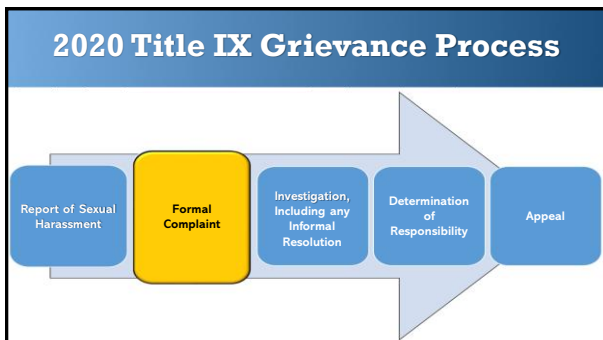 2020 Title IX Grievance Process
Report of Sexual
Harassment
Formal
Complaint
Investigation,
Including any
Informal
Resolution
Determination
of
Responsibility
Appeal